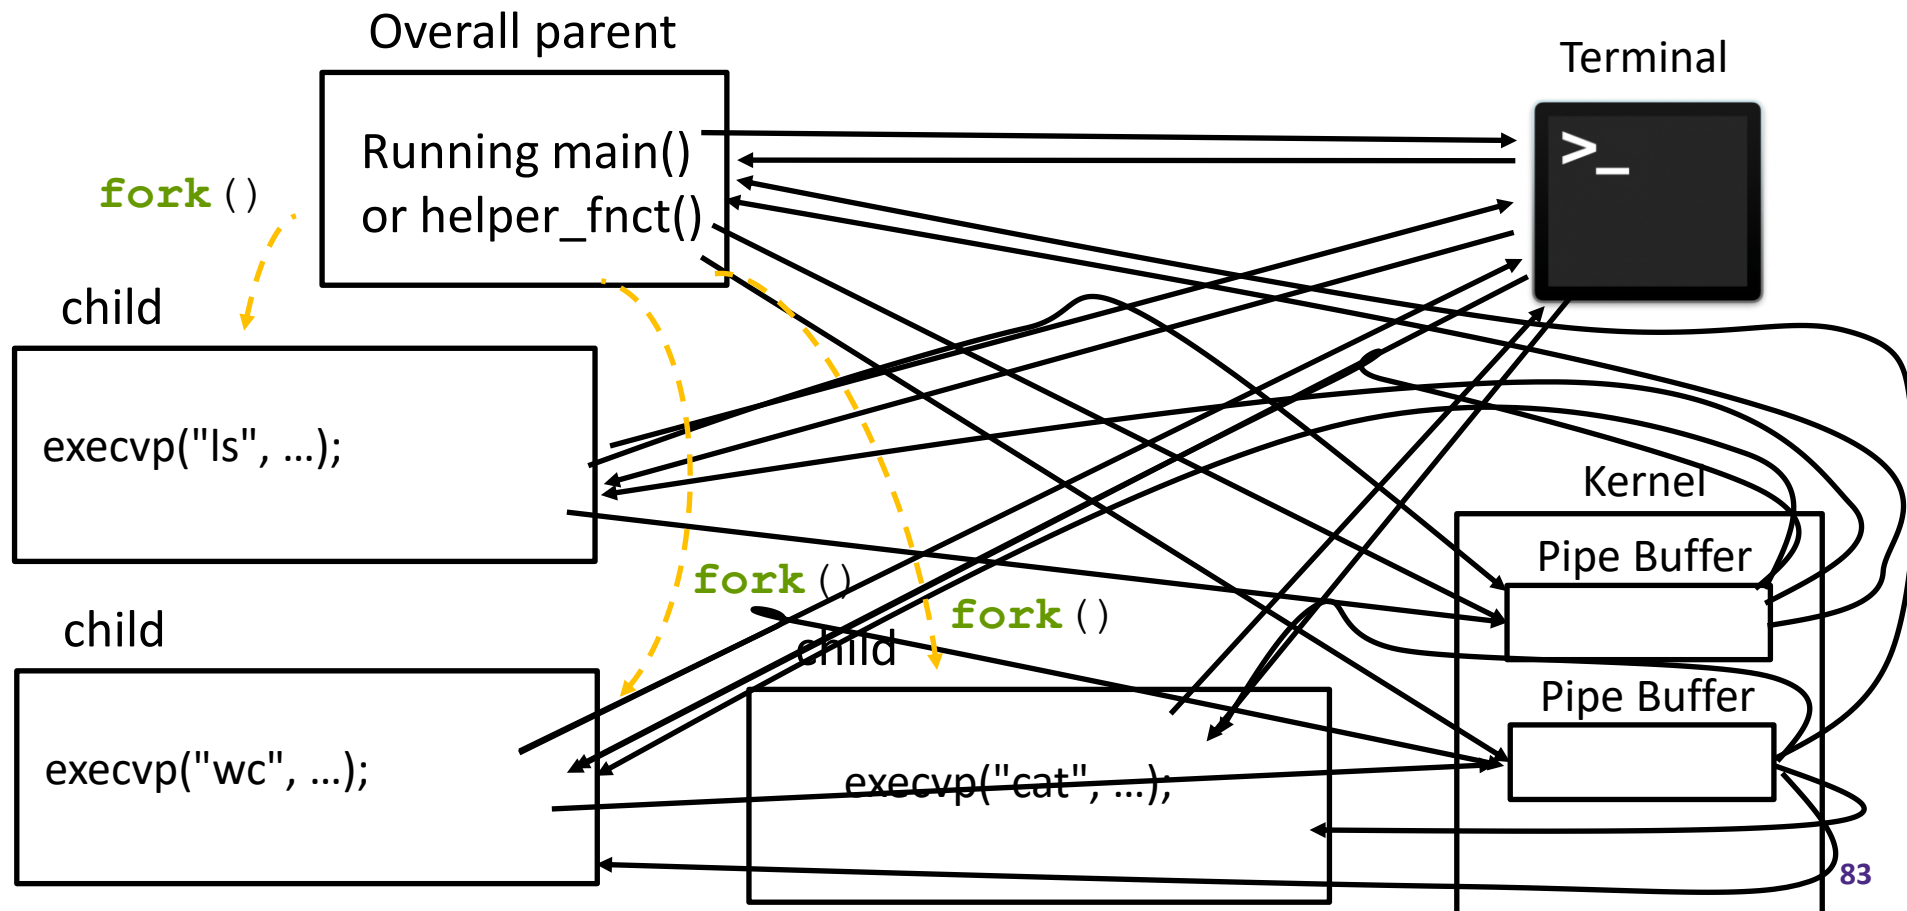 Overall parent
Terminal
>_
Running main()
or helper_fnct()
fork()
child
execvp("ls", …);
Kernel
Pipe Buffer
fork()
fork()
child
child
Pipe Buffer
execvp("wc", …);
execvp("cat", …);
83